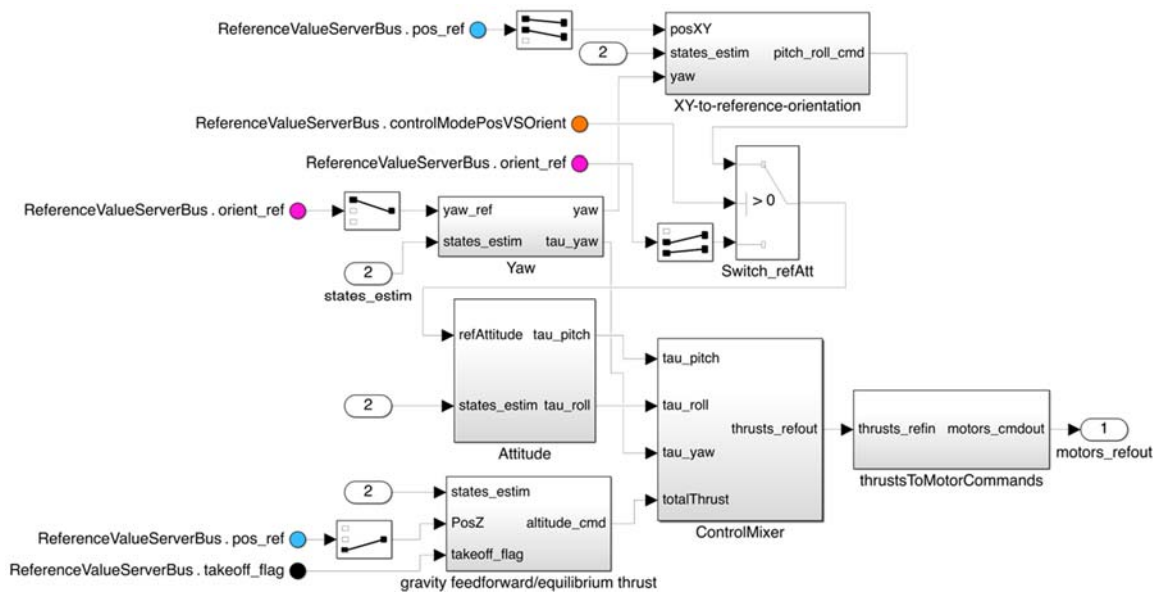 ReferenceValueServerBus . pos_ref
posXY
2
states_estim
pitch_roll_cmd
yaw
XY-to-reference-orientation
ReferenceValueServerBus . controlModePosVSOrient
ReferenceValueServerBus . orient_ref
> 0
Switch_refAtt
ReferenceValueServerBus . orient_ref
yaw_ref
yaw
states_estim
tau_yaw
Yaw
2
states_estim
refAttitude
tau_pitch
2
states_estim
tau_roll
Attitude
tau_pitch
tau_roll
thrusts_refout
tau_yaw
totalThrust
ControlMixer
thrusts_refin
motors_cmdout
thrustsToMotorCommands
1
motors_refout
2
states_estim
PosZ
altitude_cmd
takeoff_flag
gravity feedforward/equilibrium thrust
ReferenceValueServerBus . pos_ref
ReferenceValueServerBus . takeoff_flag